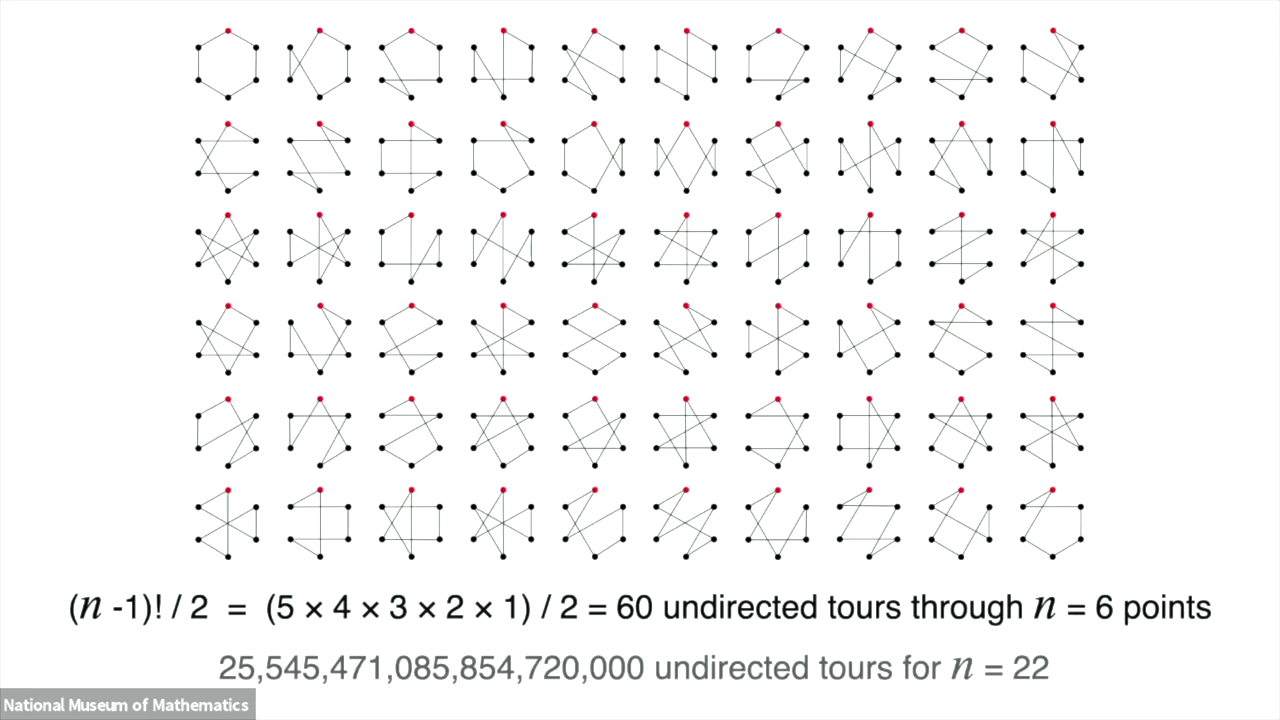 (n -1)! / 2 = (5 × 4 × 3 × 2 × 1) / 2 = 60 undirected tours through n = 6 points
25,545,471,085,854,720,000 undirected tours for n = 22
National Museum of Mathematics